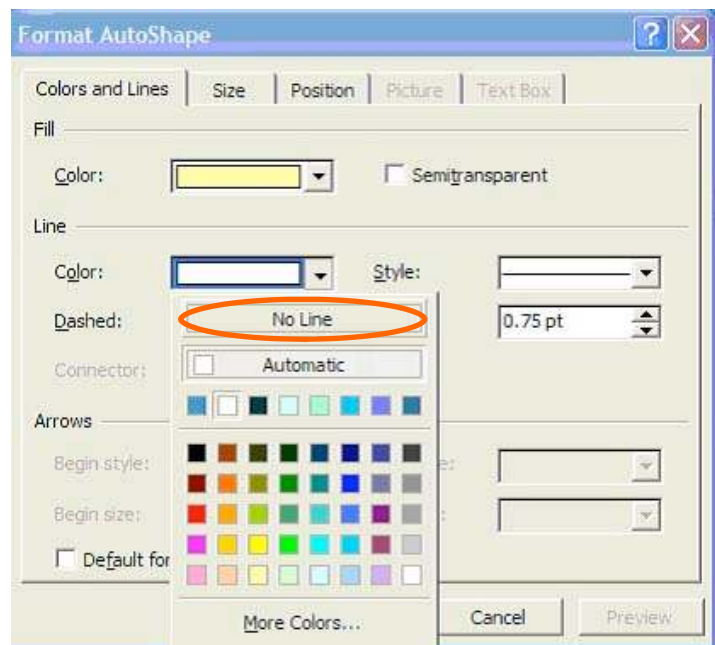 Format AutoShape
Colors and Lines Size Position Picture Text Box
Fill
Color: Semitransparent
Line
Color: Style:
Dashed: 0.75 pt
No Line
Automatic
Connector:
Arrows
Begin style: e:
Begin size: :
Default for
More Colors...
Cancel Preview